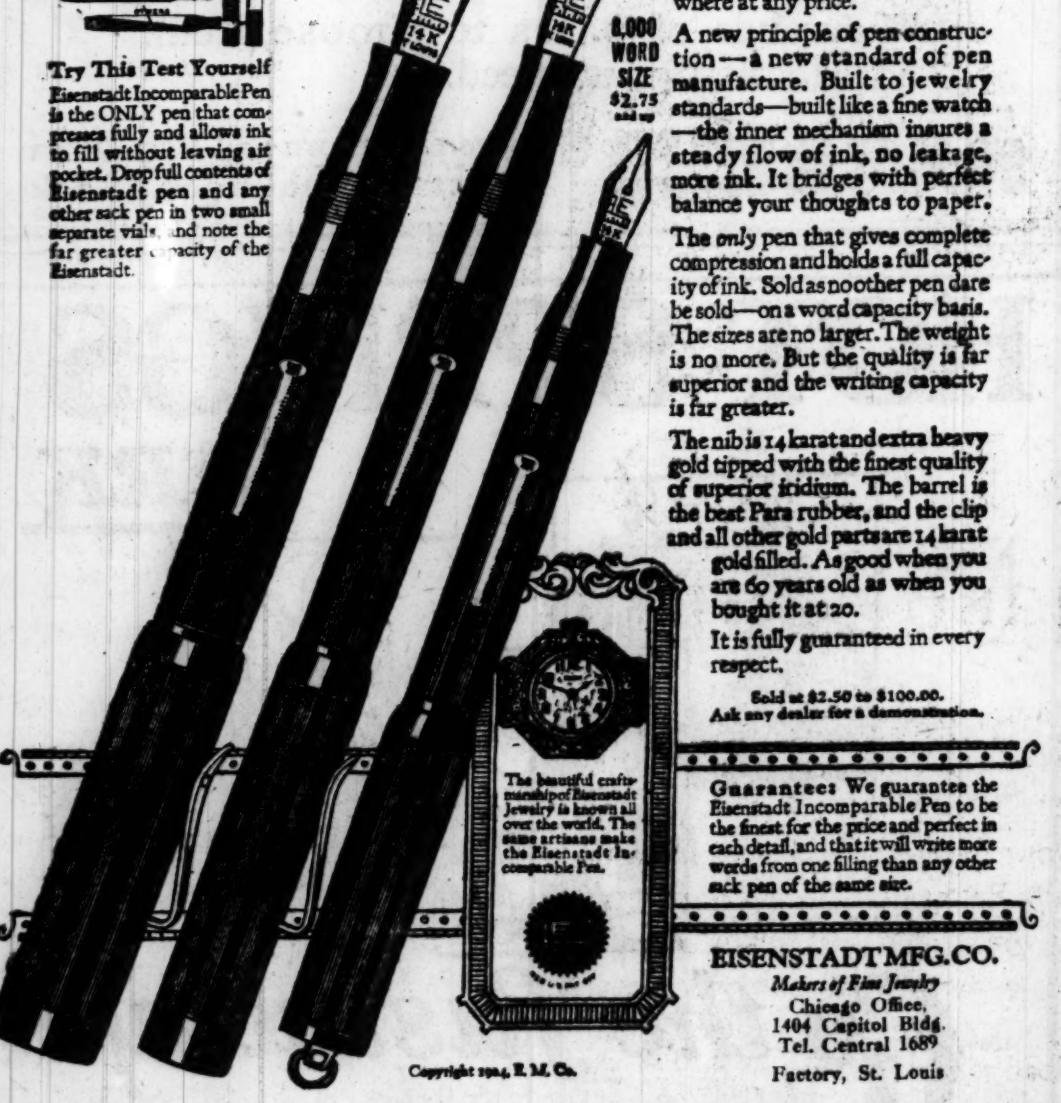 Try This Test Yourself
Eisenstadt Incomparable Pen
is the ONLY pen that com-
presses fully and allows ink
to fill without leaving air
pocket. Drop full contents of
Eisenstadt pen and any
other sack pen in two small
separate vials, and note the
far greater capacity of the
Eisenstadt.
14K
14K
14K
8,000
WORD
SIZE
$2.75
and up
where at any price.
A new principle of pen construc-
tion—a new standard of pen
manufacture. Built to jewelry
standards—built like a fine watch
—the inner mechanism insures a
steady flow of ink, no leakage,
more ink. It bridges with perfect
balance your thoughts to paper.
The only pen that gives complete
compression and holds a full capac-
ity of ink. Sold as no other pen dare
be sold—on a word capacity basis.
The sizes are no larger. The weight
is no more. But the quality is far
superior and the writing capacity
is far greater.
The nib is 14 karat and extra heavy
gold tipped with the finest quality
of superior iridium. The barrel is
the best Para rubber, and the clip
and all other gold parts are 14 karat
gold filled. As good when you
are 60 years old as when you
bought it at 20.
It is fully guaranteed in every
respect.
Sold at $2.50 to $100.00.
Ask any dealer for a demonstration.
The beautiful crafts-
manship of Eisenstadt
Jewelry is known all
over the world. The
same artisans make
the Eisenstadt In-
comparable Pen.
Guarantee: We guarantee the
Eisenstadt Incomparable Pen to be
the finest for the price and perfect in
each detail, and that it will write more
words from one filling than any other
sack pen of the same size.
EISENSTADT MFG. CO.
Makers of Fine Jewelry
Chicago Office,
1404 Capitol Bldg.
Tel. Central 1689
Factory, St. Louis
Copyright 1924, E. M. Co.